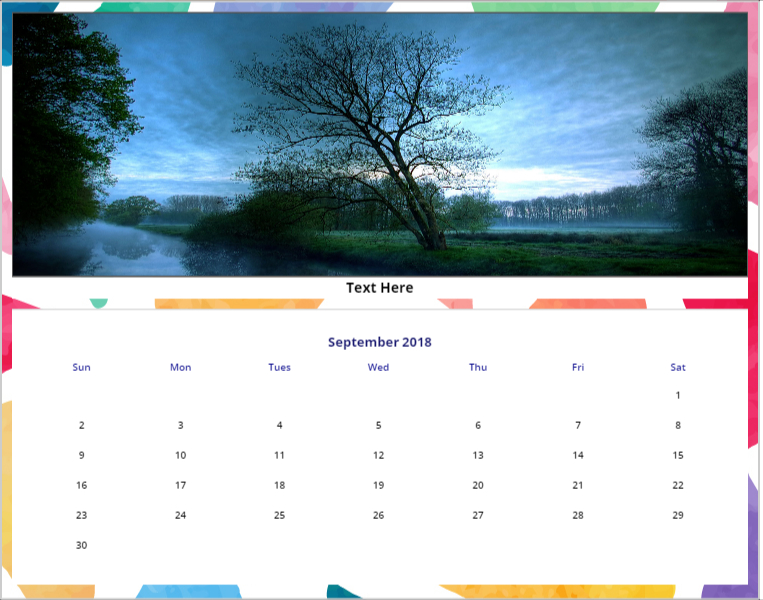 Text Here
September 2018
Sun Mon Tues Wed Thu Fri Sat
1
2 3 4 5 6 7 8
9 10 11 12 13 14 15
16 17 18 19 20 21 22
23 24 25 26 27 28 29
30